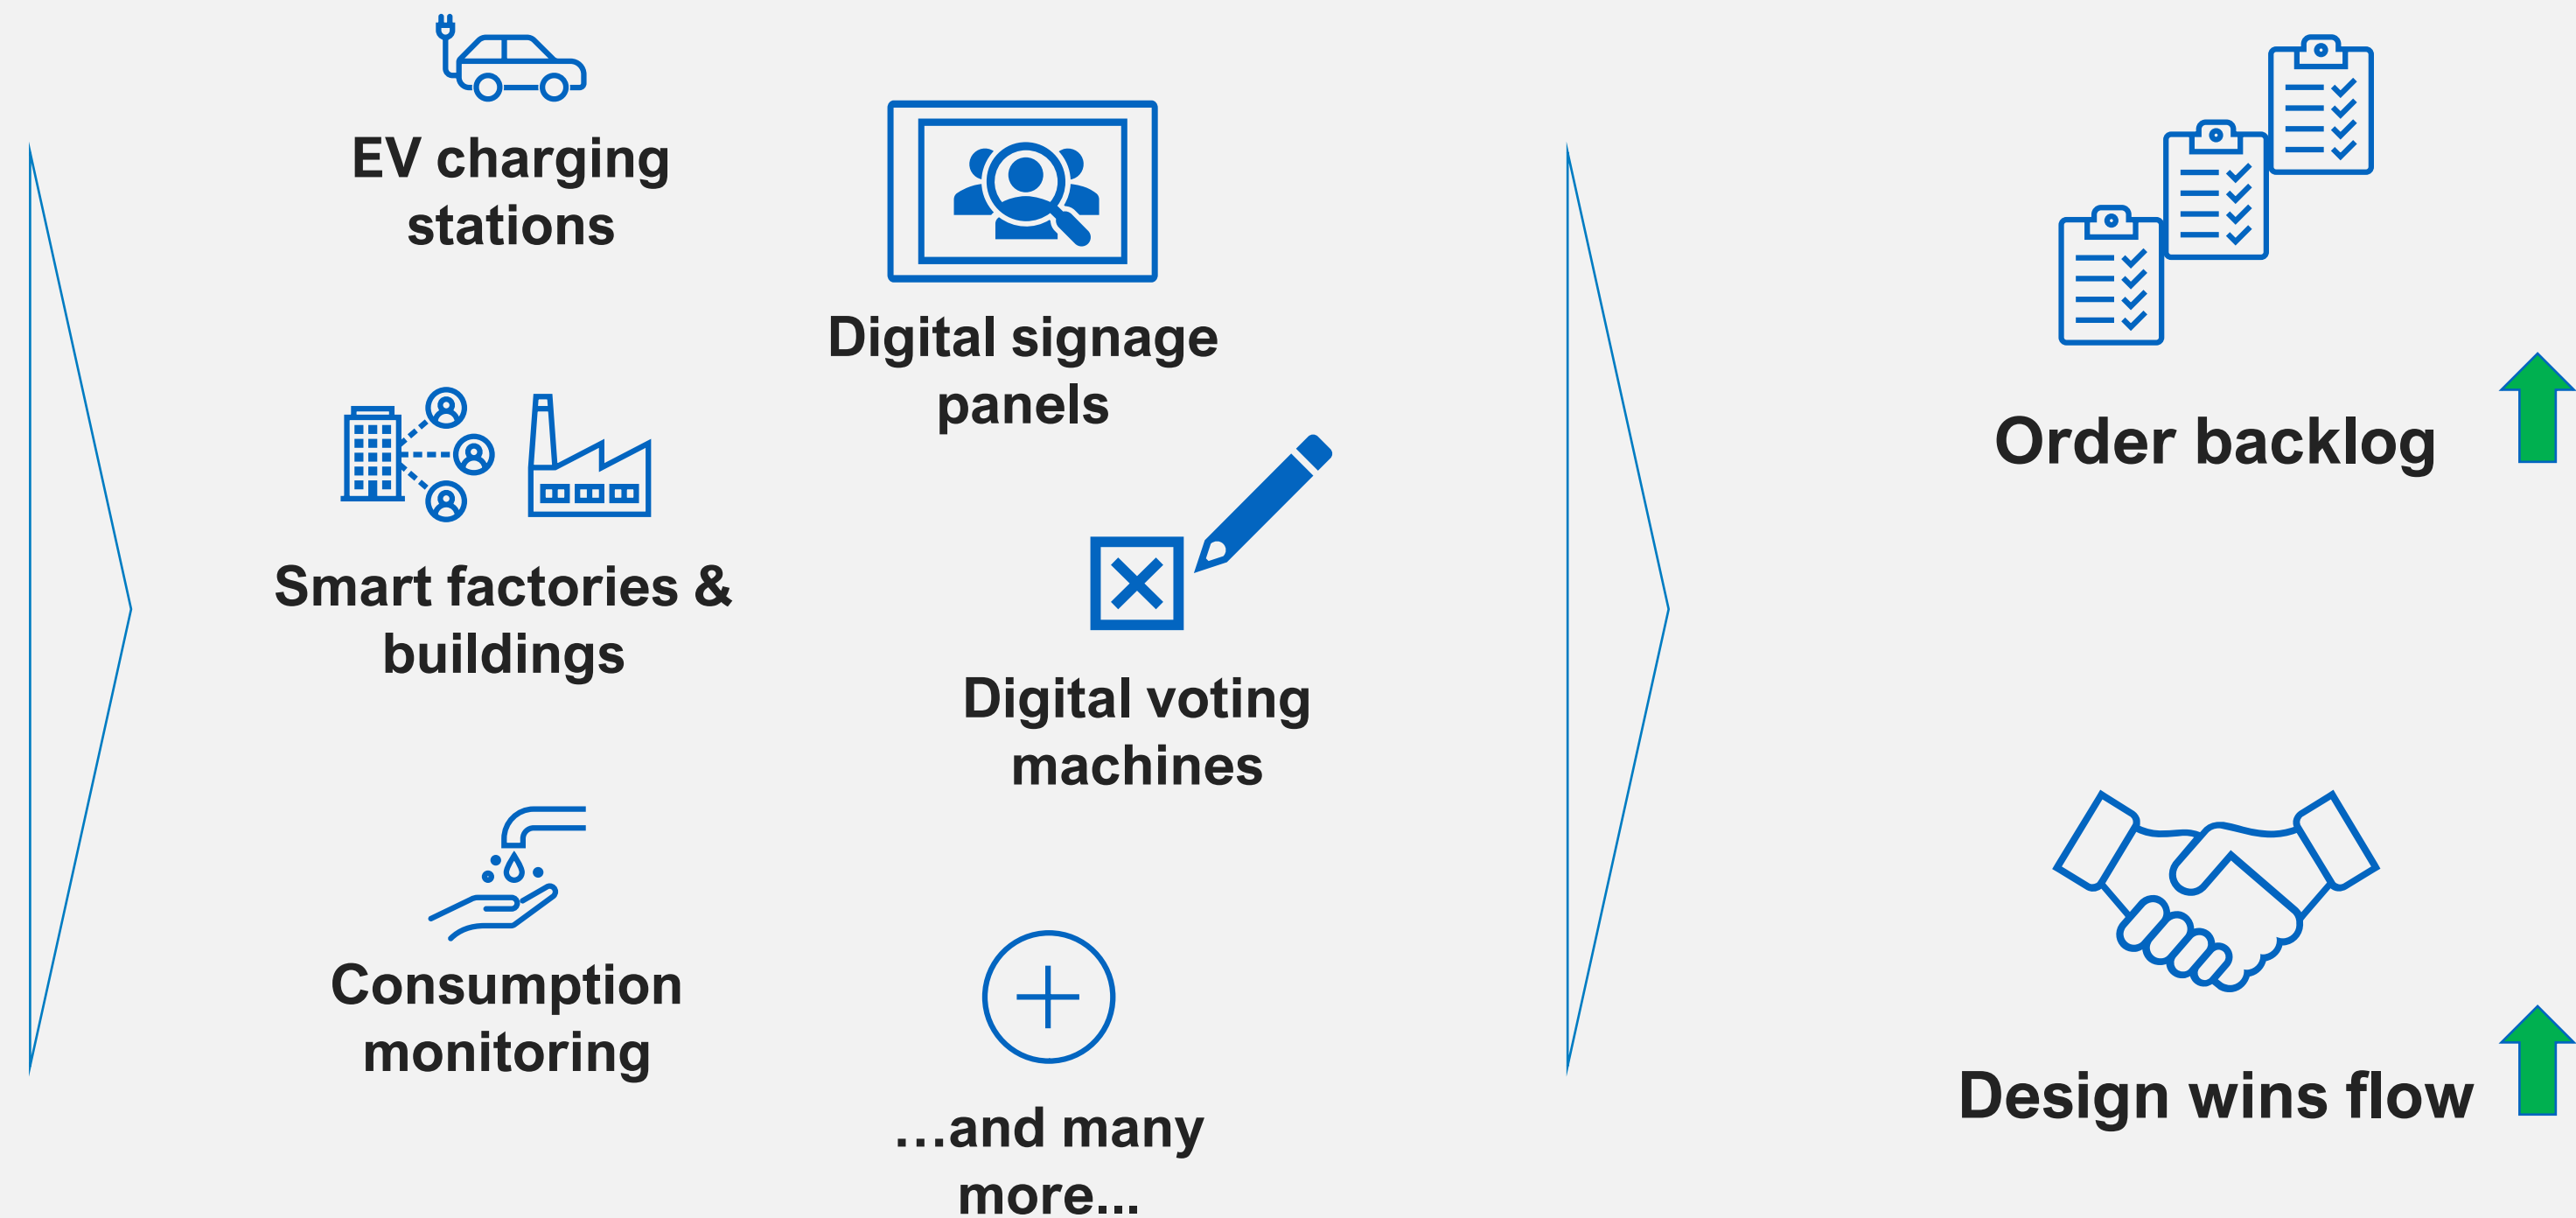 EV charging
stations
Smart factories &
buildings
Consumption
monitoring
Digital signage
panels
Digital voting
machines
…and many
more...
Order backlog
Design wins flow